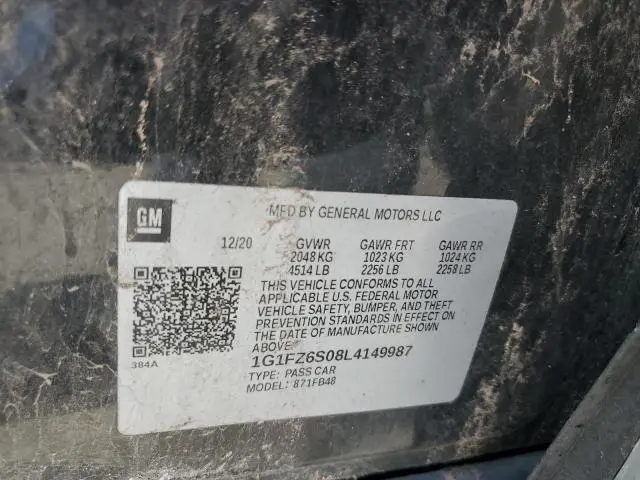 GM
MFD BY GENERAL MOTORS LLC
12/20 GVWR GAWR FRT GAWR RR
2048 KG 1023 KG 1024 KG
4514 LB 2256 LB 2258 LB
THIS VEHICLE CONFORMS TO ALL
APPLICABLE U.S. FEDERAL MOTOR
VEHICLE SAFETY, BUMPER, AND THEFT
PREVENTION STANDARDS IN EFFECT ON
THE DATE OF MANUFACTURE SHOWN
ABOVE
384A
1G1FZ6S08L4149987
TYPE: PASS CAR
MODEL: 871FB48